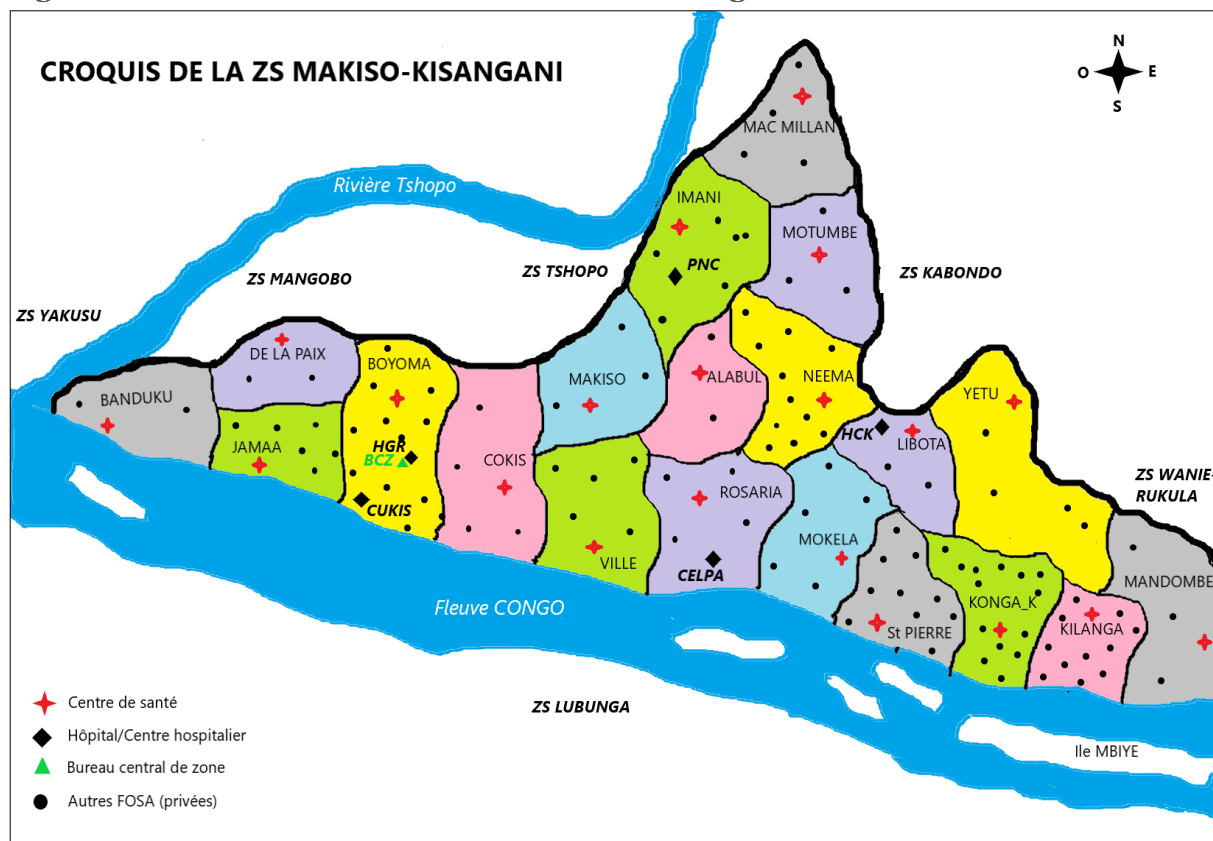 CROQUIS DE LA ZS MAKISO-KISANGANI
N
O E
S
MAC MILLAN
Rivière Tshopo
IMANI
MOTUMBE
PNC
ZS TSHOPO
ZS KABONDO
ZS MANGOBO
ZS YAKUSU
DE LA PAIX
BOYOMA
MAKISO
ALABUL
NEEMA
YETU
BANDUKU
HCK
LIBOTA
JAMAA
HGR
BCZ
COKIS
ROSARIA
ZS WANIE-
RUKULA
CUKIS
MOKELA
VILLE
CELPA
MANDOMBE
KONGA_K
Fleuve CONGO
St PIERRE
KILANGA
Centre de santé
ZS LUBUNGA
Hôpital/Centre hospitalier
Ile MBIYE
Bureau central de zone
Autres FOSA (privées)